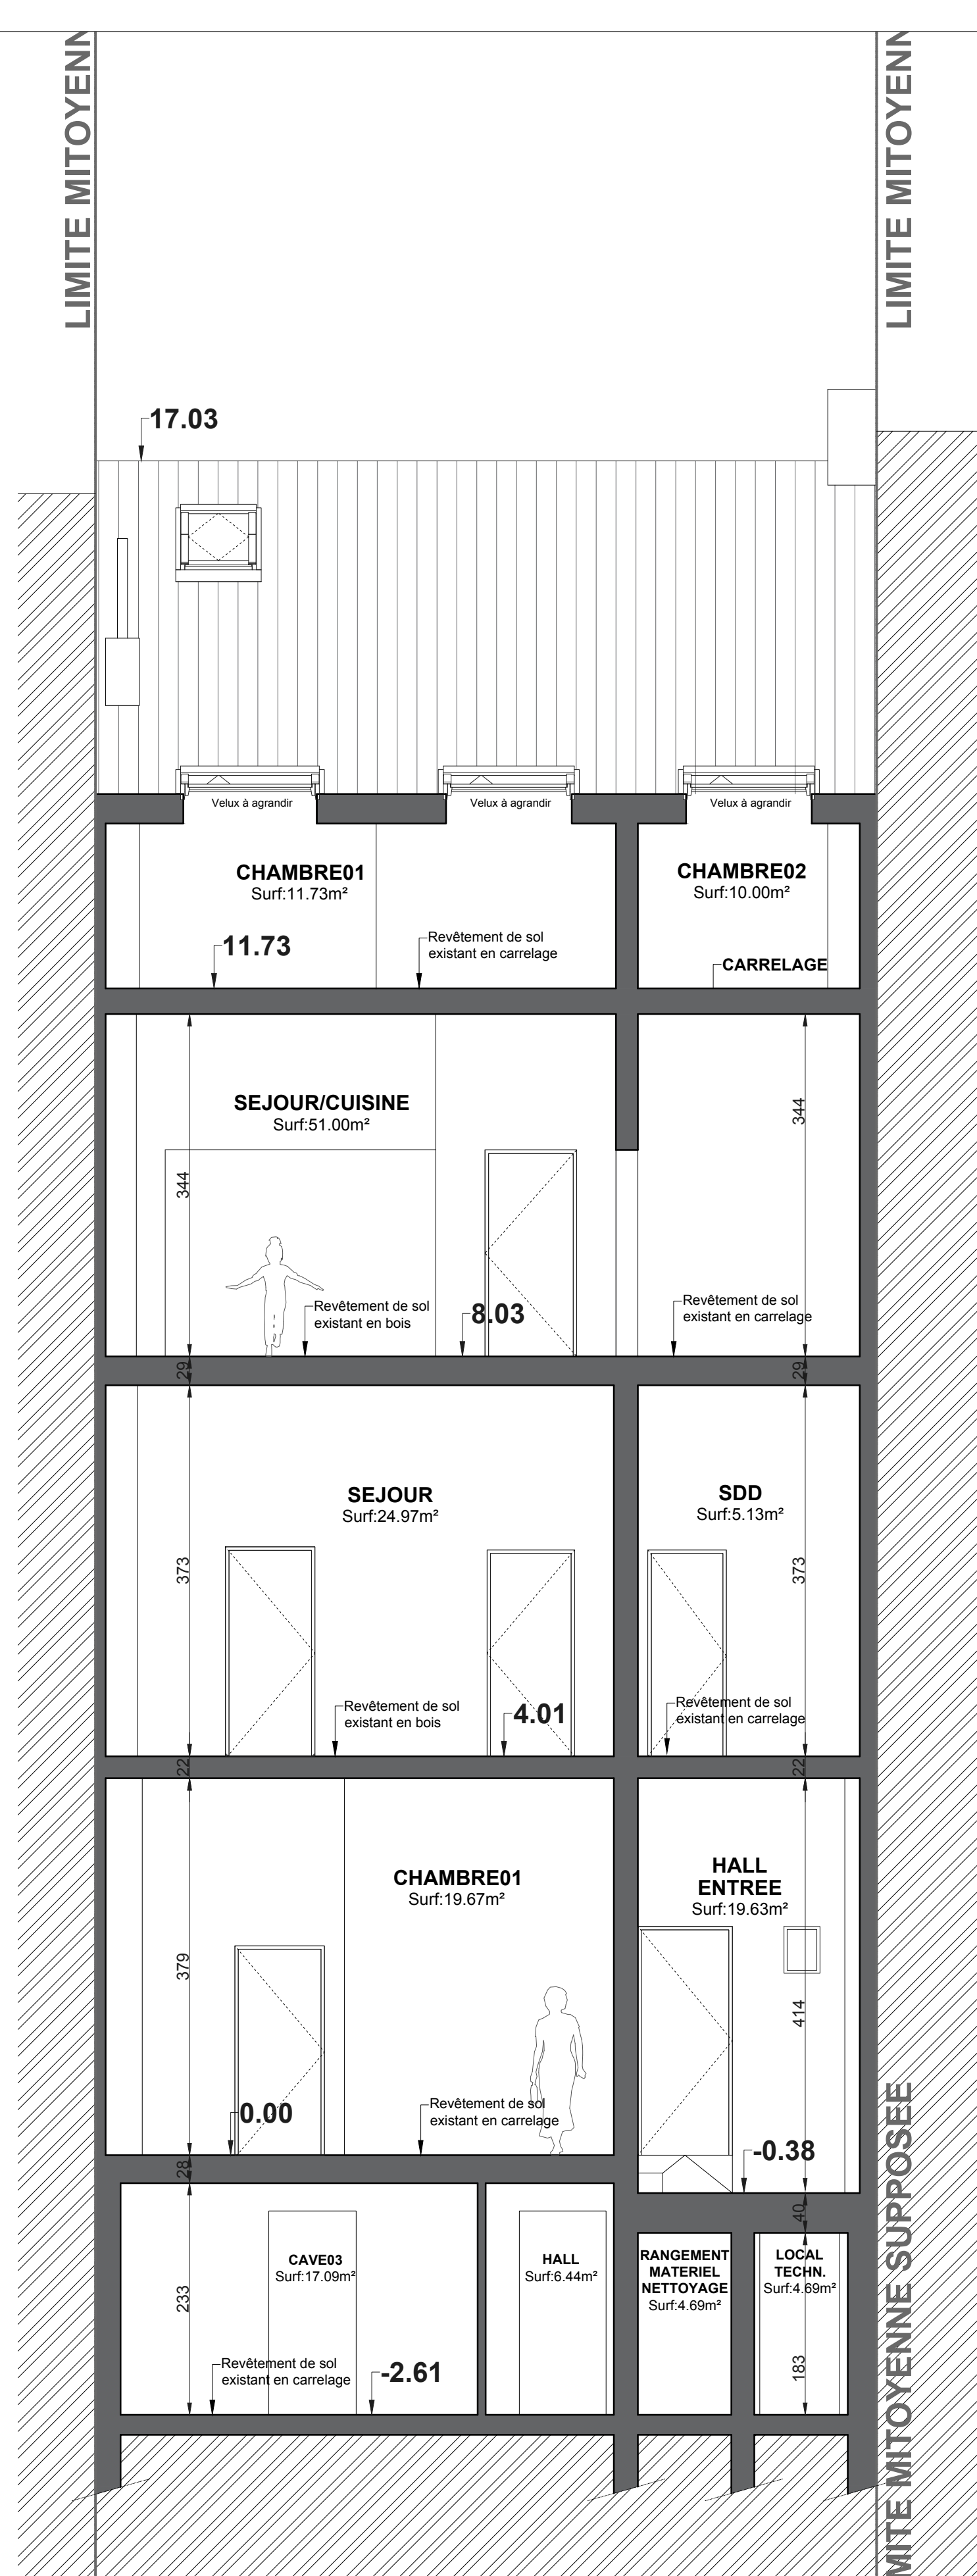 LIMITE MITOYENN
LIMITE MITOYENN
17.03
Velux à agrandir
Velux à agrandir
Velux à agrandir
CHAMBRE01
Surf:11.73m²
CHAMBRE02
Surf:10.00m²
11.73
Revêtement de sol
existant en carrelage
CARRELAGE
SEJOUR/CUISINE
Surf:51.00m²
344
344
Revêtement de sol
existant en bois
8.03
Revêtement de sol
existant en carrelage
29
29
SEJOUR
Surf:24.97m²
SDD
Surf:5.13m²
373
373
Revêtement de sol
existant en bois
4.01
Revêtement de sol
existant en carrelage
22
22
CHAMBRE01
Surf:19.67m²
HALL
ENTREE
Surf:19.63m²
379
414
0.00
Revêtement de sol
existant en carrelage
-0.38
28
40
CAVE03
Surf:17.09m²
HALL
Surf:6.44m²
RANGEMENT
MATERIEL
NETTOYAGE
Surf:4.69m²
LOCAL
TECHN.
Surf:4.69m²
233
183
Revêtement de sol
existant en carrelage
-2.61
MITE MITOYENNE SUPPOSEE